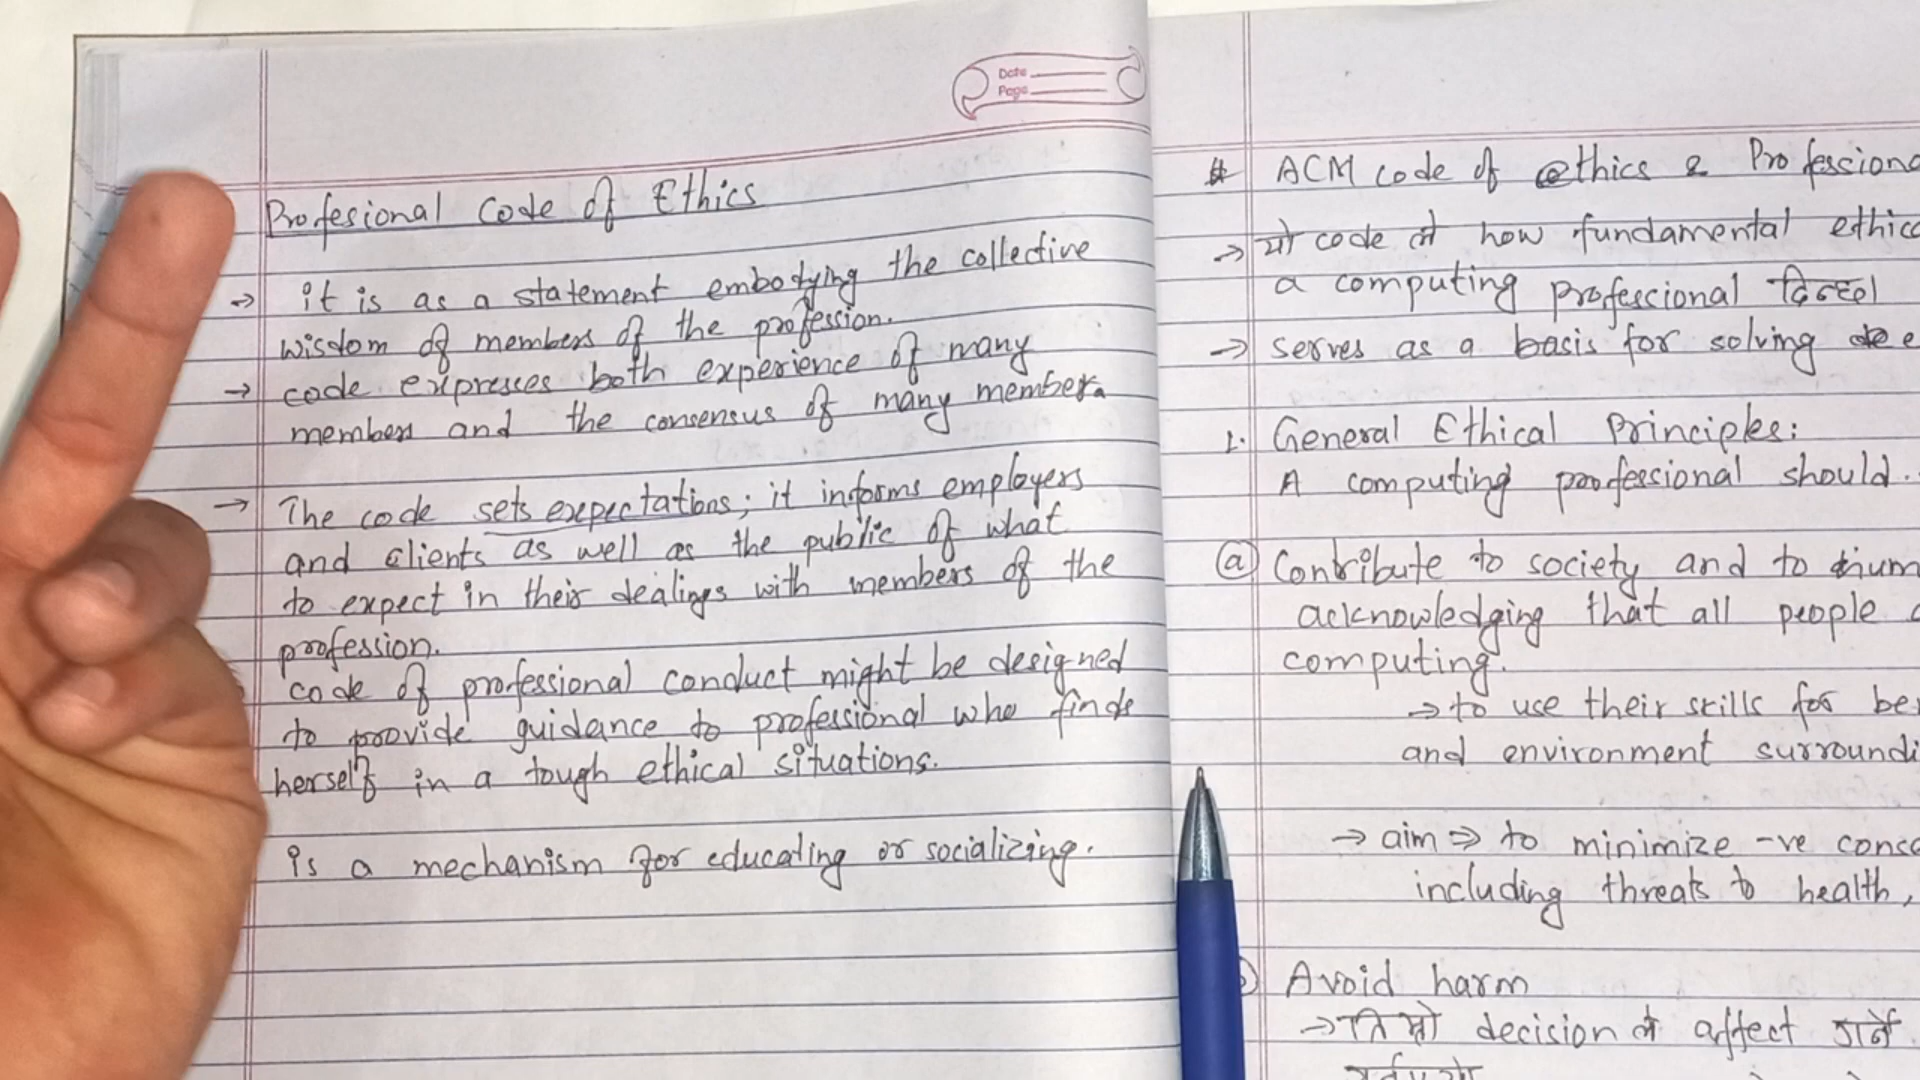 Date
Page
Profesional Code of Ethics
→ it is as a statement embodying the collective
wisdom of members of the profession.
→ code expresses both experience of many
members and the consensus of many members.
→ The code sets expectations; it informs employers
and clients as well as the public of what
to expect in their dealings with members of the
profession.
code of professional conduct might be designed
to provide guidance to professional who finds
herself in a tough ethical situations.
is a mechanism for educating or socializing.
# ACM code of ethics & Professiona
→ यो code ले how fundamental ethic
a computing professional
→ serves as a basis for solving
1. General Ethical Principles:
A computing professional should.
(a) Contribute to society and to
acknowledging that all people
computing.
→ to use their skills for be
and environment surroundi
→ aim ⇒ to minimize -ve cons
including threats to health,
Avoid harm
→ decision ले affect गर्ने